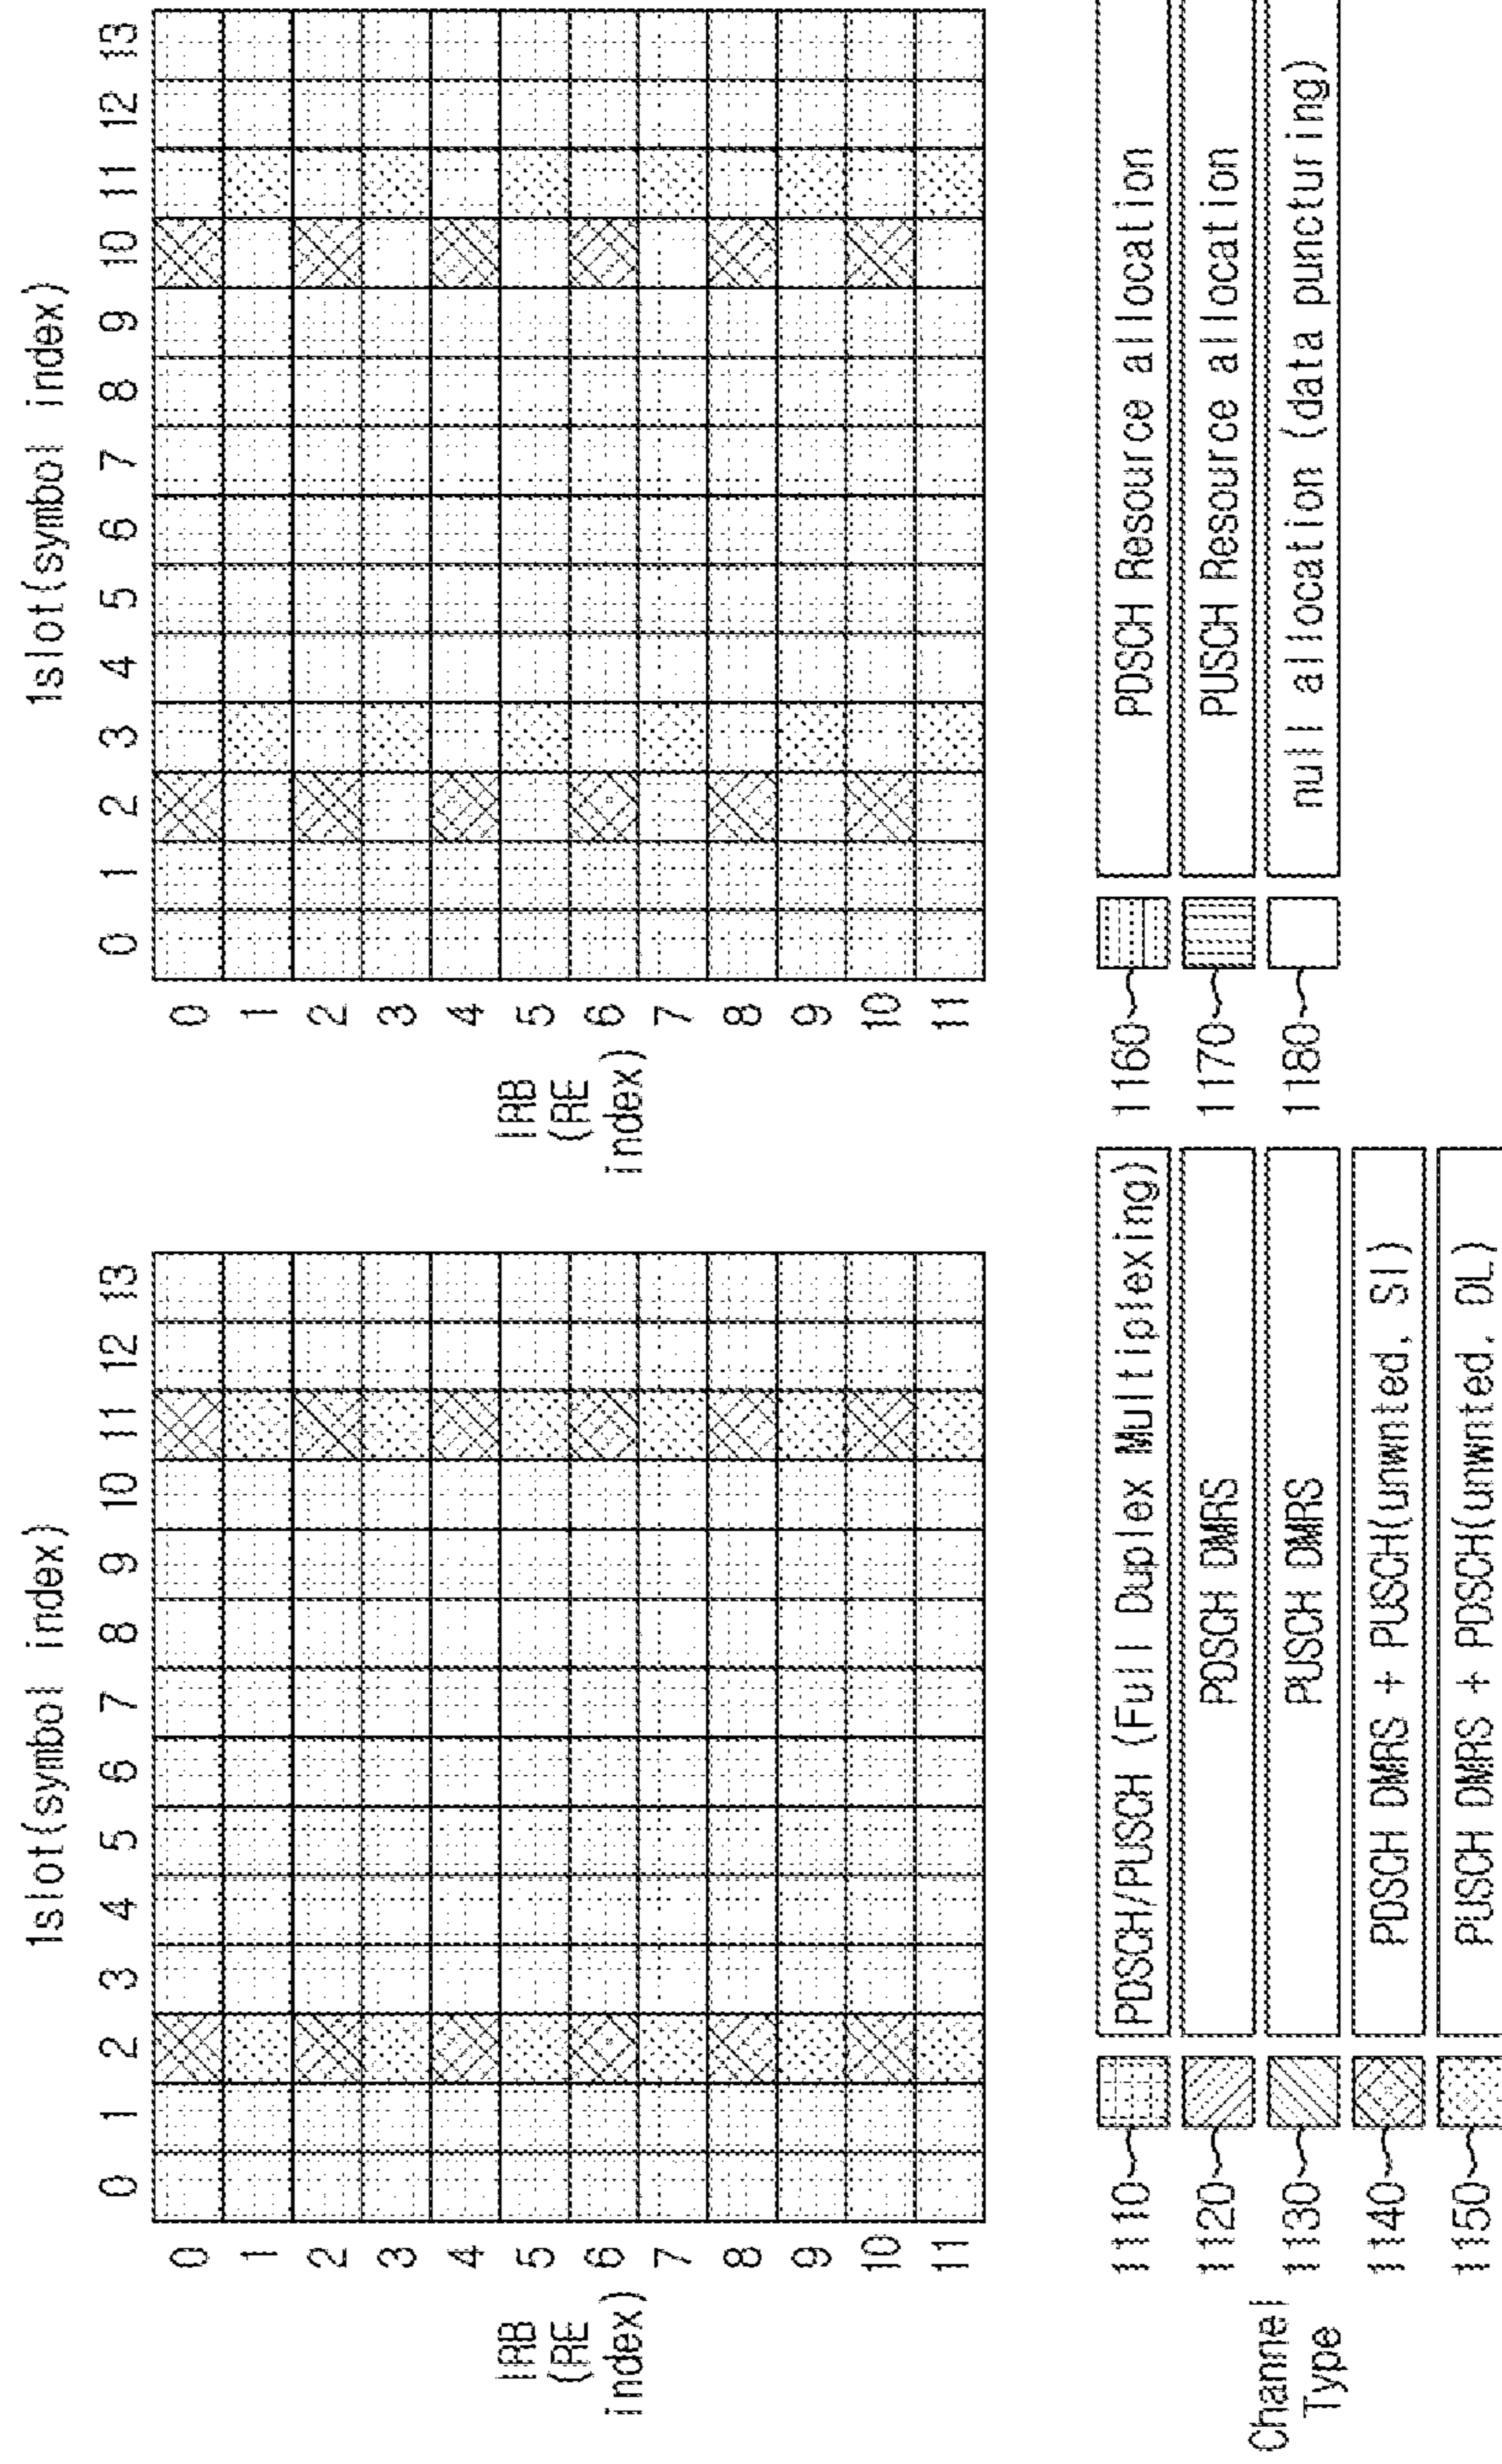 1slot(symbol index)
0 1 2 3 4 5 6 7 8 9 10 11 12 13
0
1
2
3
4
5
6
7
8
9
10
11
1RB
(RE
index)
1slot(symbol index)
0 1 2 3 4 5 6 7 8 9 10 11 12 13
0
1
2
3
4
5
6
7
8
9
10
11
1RB
(RE
index)
Channel
Type
1110 PDSCH/PUSCH (Full Duplex Multiplexing)
1120 PDSCH DMRS
1130 PUSCH DMRS
1140 PDSCH DMRS + PUSCH(unwnted, SI)
1150 PUSCH DMRS + PDSCH(unwnted, DL)
1160 PDSCH Resource allocation
1170 PUSCH Resource allocation
1180 null allocation (data puncturing)